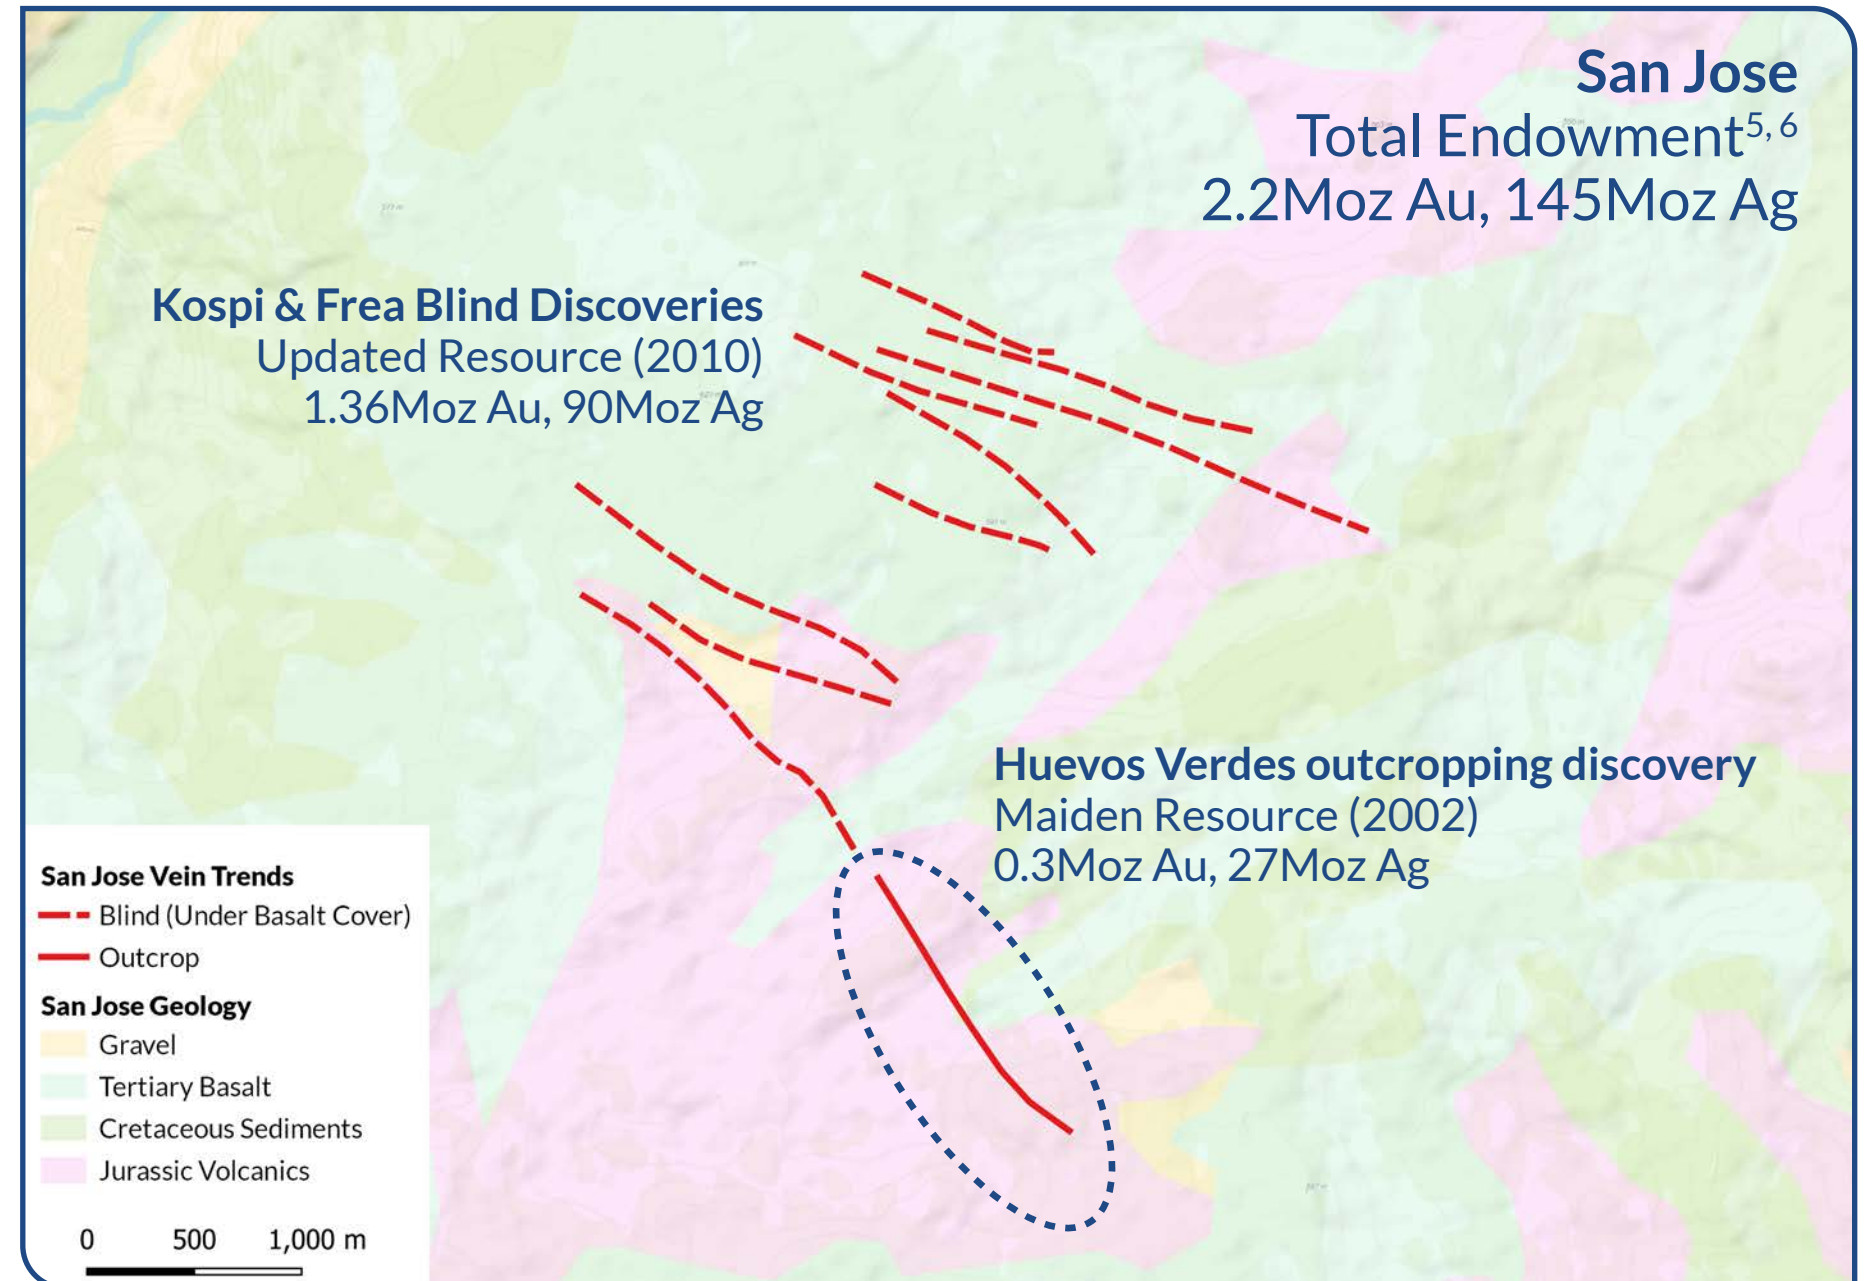 San Jose
Total Endowment5, 6
2.2Moz Au, 145Moz Ag
Kospi & Frea Blind Discoveries
Updated Resource (2010)
1.36Moz Au, 90Moz Ag
Huevos Verdes outcropping discovery
Maiden Resource (2002)
0.3Moz Au, 27Moz Ag
San Jose Vein Trends
Blind (Under Basalt Cover)
Outcrop
San Jose Geology
Gravel
Tertiary Basalt
Cretaceous Sediments
Jurassic Volcanics
0 500 1,000 m